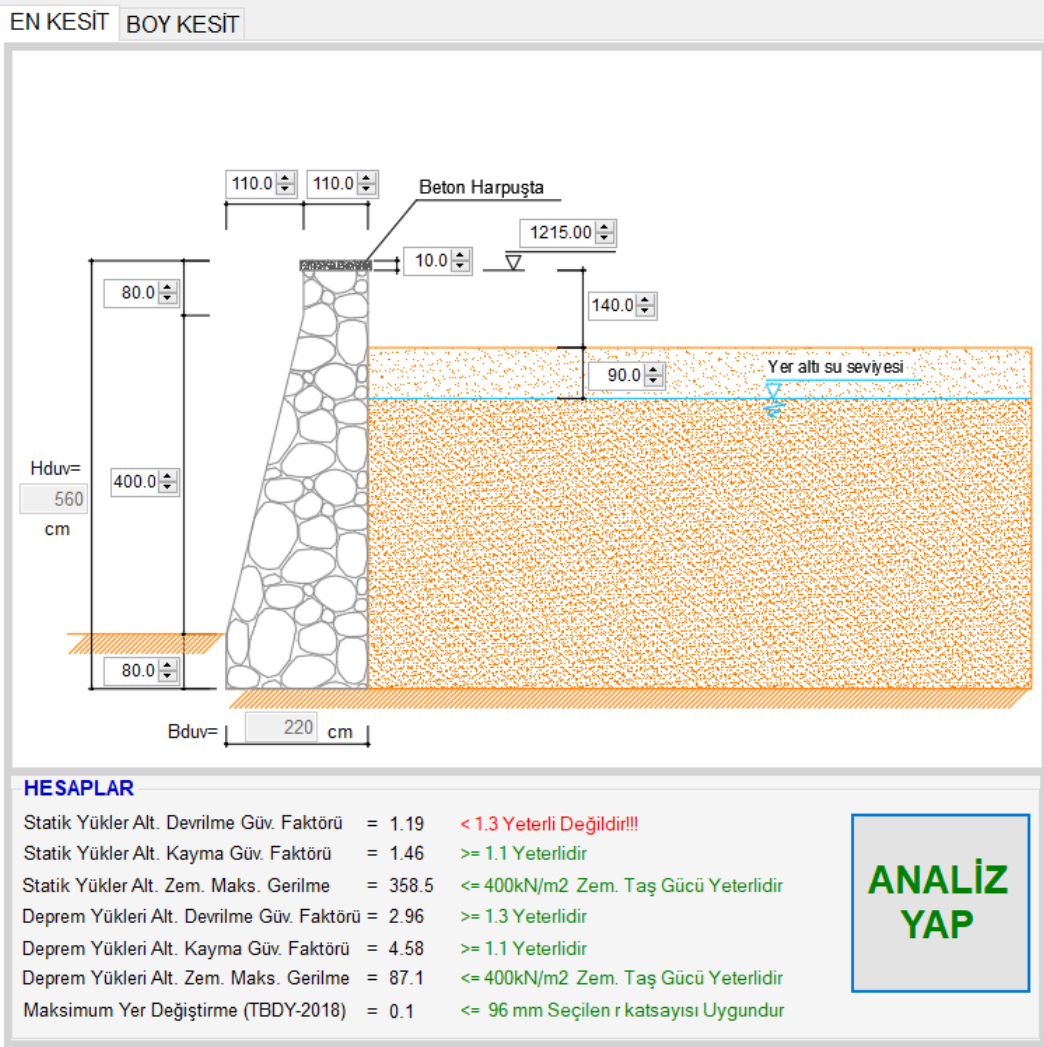 EN KESİT BOY KESİT
110.0 110.0 Beton Harpuşta
1215.00
10.0
80.0
140.0
90.0 Yer altı su seviyesi
Hduv=
400.0
560
cm
80.0
Bduv= 220 cm
HESAPLAR
Statik Yükler Alt. Devrilme Güv. Faktörü = 1.19 < 1.3 Yeterli Değildir!!!
Statik Yükler Alt. Kayma Güv. Faktörü = 1.46 >= 1.1 Yeterlidir
Statik Yükler Alt. Zem. Maks. Gerilme = 358.5 <= 400kN/m2 Zem. Taş Gücü Yeterlidir
Deprem Yükleri Alt. Devrilme Güv. Faktörü = 2.96 >= 1.3 Yeterlidir
Deprem Yükleri Alt. Kayma Güv. Faktörü = 4.58 >= 1.1 Yeterlidir
Deprem Yükleri Alt. Zem. Maks. Gerilme = 87.1 <= 400kN/m2 Zem. Taş Gücü Yeterlidir
Maksimum Yer Değiştirme (TBDY-2018) = 0.1 <= 96 mm Seçilen r katsayısı Uygundur
ANALİZ
YAP